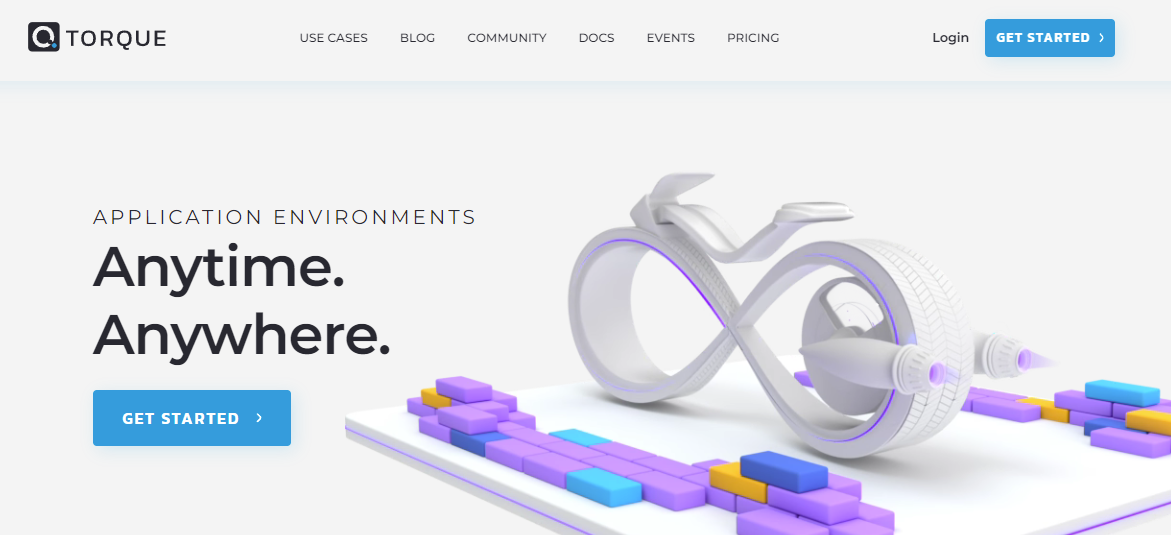 TORQUE
USE CASES
BLOG
COMMUNITY
DOCS
EVENTS
PRICING
Login
GET STARTED
APPLICATION ENVIRONMENTS
Anytime.
Anywhere.
GET STARTED